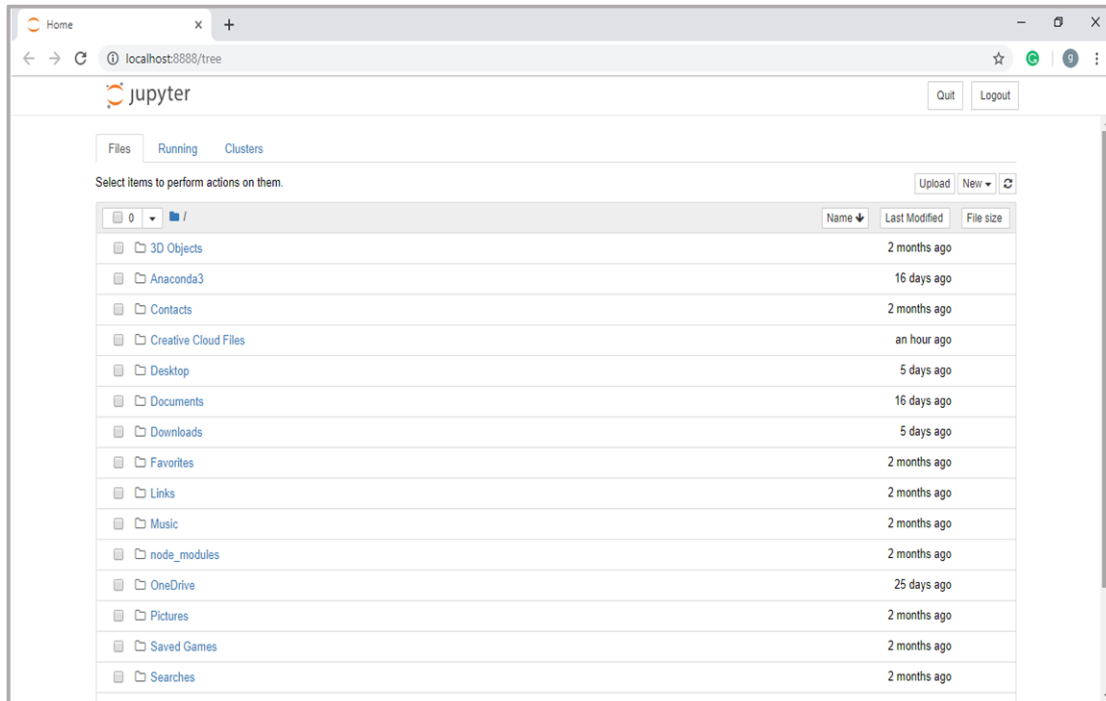 Home
localhost:8888/tree
g
jupyter Quit Logout
Files Running Clusters
Select items to perform actions on them. Upload New
0 / Name Last Modified File size
3D Objects 2 months ago
Anaconda3 16 days ago
Contacts 2 months ago
Creative Cloud Files an hour ago
Desktop 5 days ago
Documents 16 days ago
Downloads 5 days ago
Favorites 2 months ago
Links 2 months ago
Music 2 months ago
node_modules 2 months ago
OneDrive 25 days ago
Pictures 2 months ago
Saved Games 2 months ago
Searches 2 months ago